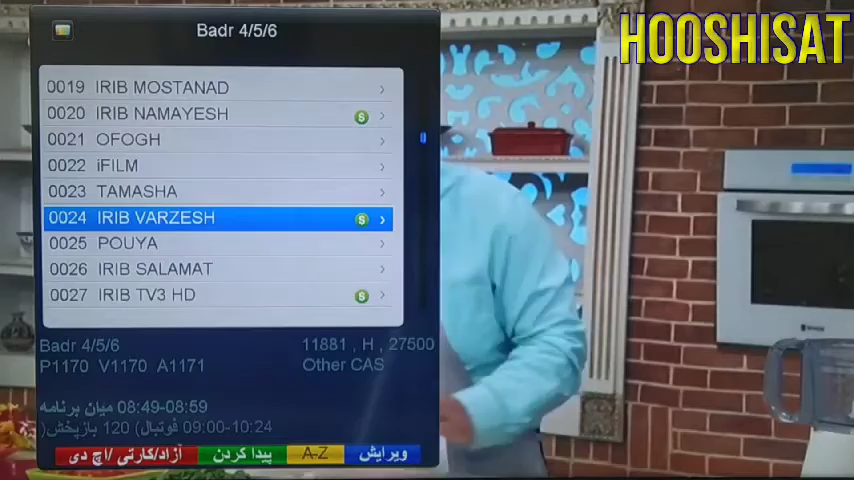 HOOSHISAT
Badr 4/5/6
0019 IRIB MOSTANAD
0020 IRIB NAMAYESH
0021 OFOGH
0022 iFILM
0023 TAMASHA
0024 IRIB VARZESH
0025 POUYA
0026 IRIB SALAMAT
0027 IRIB TV3 HD
Badr 4/5/6 11881 , H , 27500
P1170 V1170 A1171 Other CAS
08:49-08:59 میان برنامه
09:00-10:24 فوتبال) 120 بازپخش(
آزاد/کارتی/اچ دی پیدا کردن A-Z ویرایش